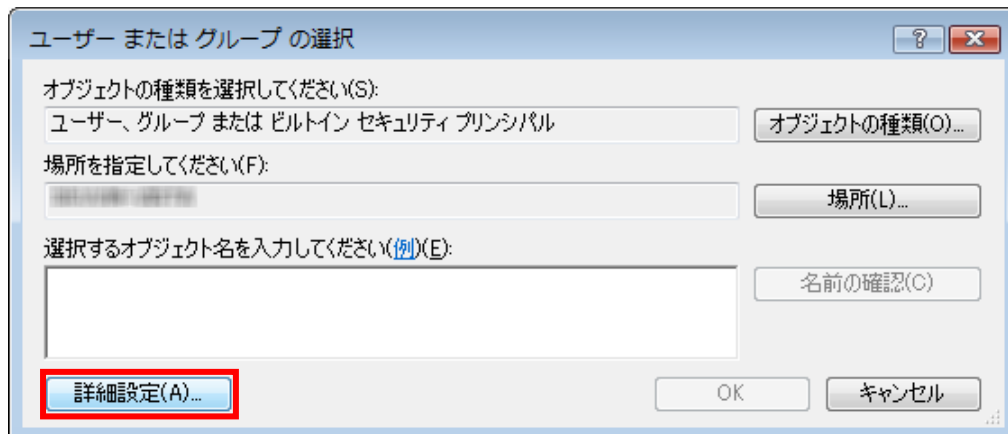 ユーザー または グループ の選択
オブジェクトの種類を選択してください(S):
ユーザー、グループ または ビルトイン セキュリティ プリンシパル
オブジェクトの種類(O)...
場所を指定してください(F):
場所(L)...
選択するオブジェクト名を入力してください(例)(E):
名前の確認(C)
詳細設定(A)...
OK
キャンセル